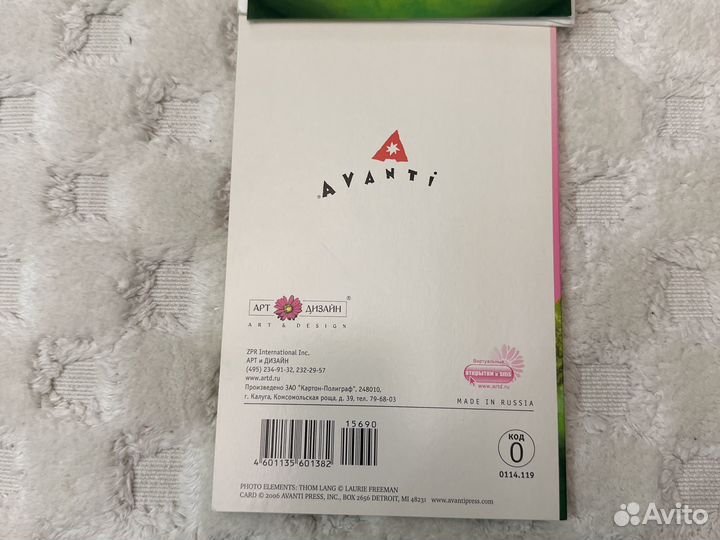 AVANTI
®
АРТ ДИЗАЙН ®
ART & DESIGN
ZPR International Inc.
АРТ и ДИЗАЙН
(495) 234-91-32, 232-29-57
www.artd.ru
Произведено ЗАО "Картон-Полиграф", 248010,
г. Калуга, Комсомольская роща, д. 39, тел. 79-68-03
Виртуальные
открытки и SMS
www.artd.ru
MADE IN RUSSIA
15690
4 601135 601382
код
0
0114.119
PHOTO ELEMENTS: THOM LANG © LAURIE FREEMAN
CARD © 2006 AVANTI PRESS, INC., BOX 2656 DETROIT, MI 48231 www.avantipress.com
Avito